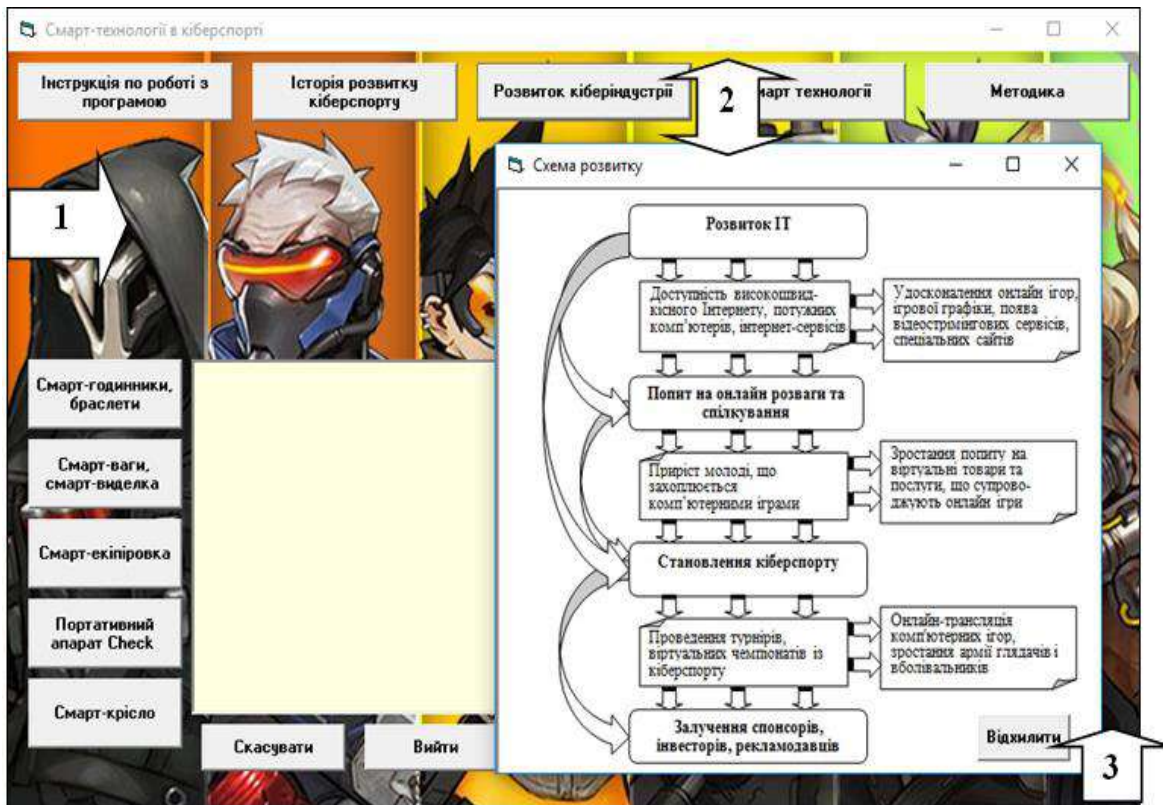 Смарт-технології в кіберспорті
Інструкція по роботі з
програмою
Історія розвитку
кіберспорту
Розвиток кіберіндустрії
март технології
Методика
2
1
Схема розвитку
Розвиток ІТ
Доступність високошвид-
кісного Інтернету, потужних
комп'ютерів, інтернет-сервісів
Удосконалення онлайн ігор,
ігрової графіки, поява
відеострімінгових сервісів,
спеціальних сайтів
Попит на онлайн розваги та
спілкування
Приріст молоді, що
захоплюється
комп'ютерними іграми
Зростання попиту на
віртуальні товари та
послуги, що супрово-
джують онлайн ігри
Становлення кіберспорту
Проведення турнірів,
віртуальних чемпіонатів із
кіберспорту
Онлайн-трансляція
комп'ютерних ігор,
зростання армії глядачів і
вболівальників
Залучення спонсорів,
інвесторів, рекламодавців
Відхилити
3
Смарт-годинники,
браслети
Смарт-ваги,
смарт-виделка
Смарт-екіпіровка
Портативний
апарат Check
Смарт-крісло
Скасувати
Вийти